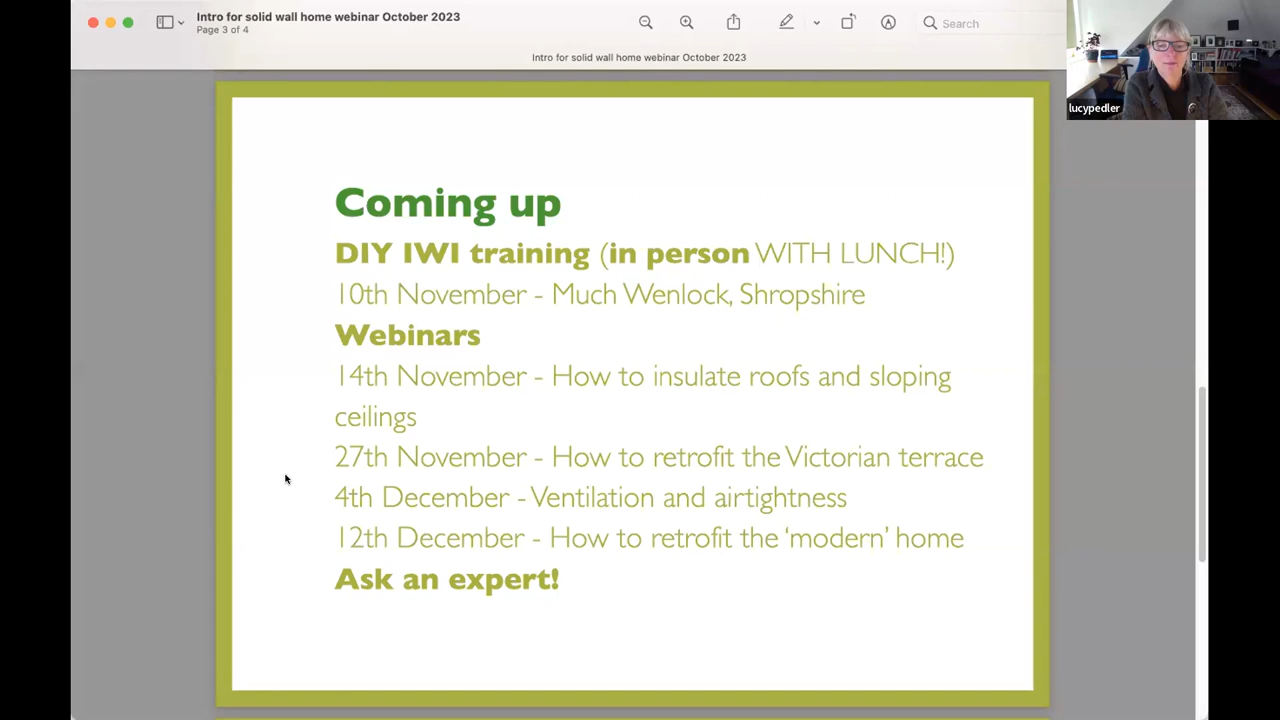 Intro for solid wall home webinar October 2023
Page 3 of 4
Search
Intro for solid wall home webinar October 2023
lucypedler
Coming up
DIY IWI training (in person WITH LUNCH!)
10th November - Much Wenlock, Shropshire
Webinars
14th November - How to insulate roofs and sloping
ceilings
27th November - How to retrofit the Victorian terrace
4th December - Ventilation and airtightness
12th December - How to retrofit the ‘modern’ home
Ask an expert!